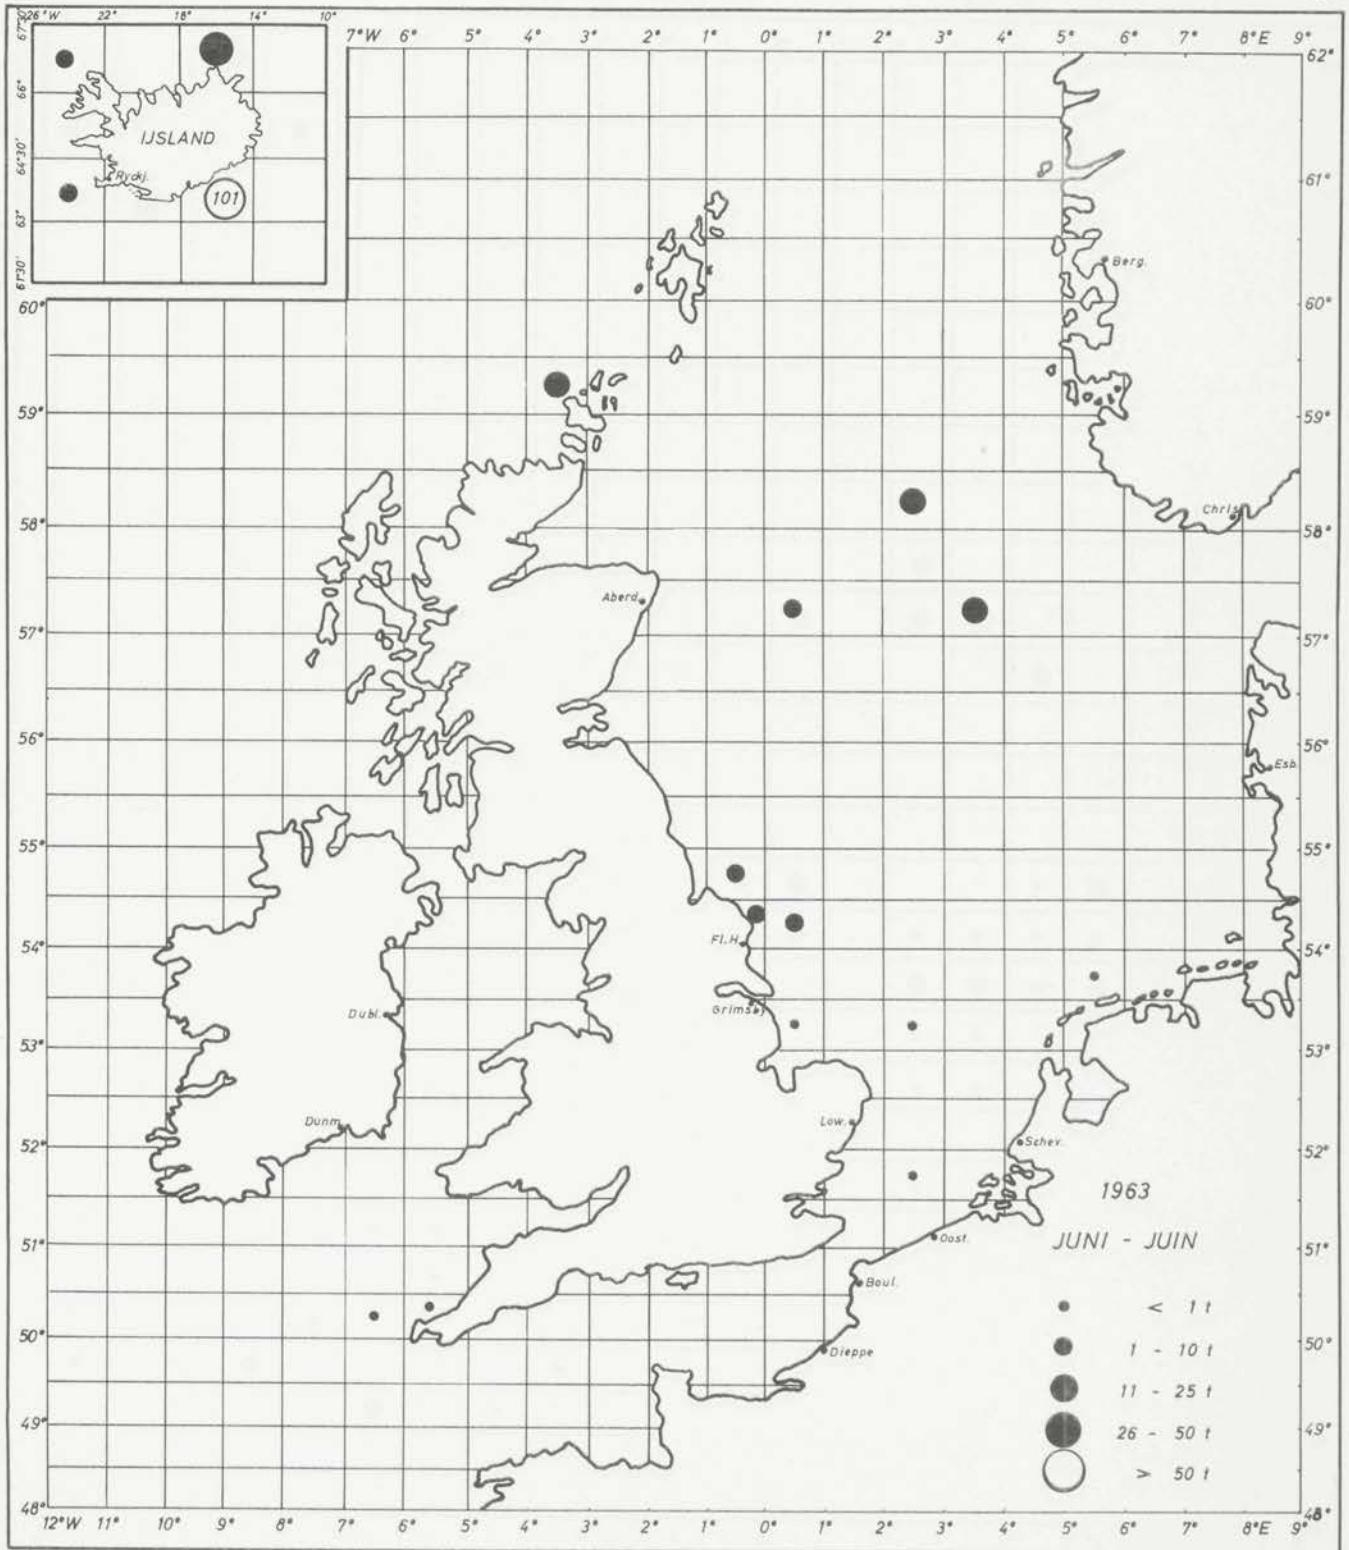 26°W 22° 18° 14° 10°
67°30'
66°
64°30'
63°
61°30'
IJSLAND
Ryckj.
101
7°W 6° 5° 4° 3° 2° 1° 0° 1° 2° 3° 4° 5° 6° 7° 8°E 9°
62°
61°
Berg.
60° 60°
59° 59°
Chris.
58° 58°
Aberd.
57° 57°
56° 56°
Esb.
55° 55°
54° Fl.H. 54°
Dubl. Grimsby
53° 53°
Dunm. Low.
52° Schev. 52°
1963
51° Oost. JUNI - JUIN 51°
Boul.
< 1 t
50° Dieppe 1 - 10 t 50°
11 - 25 t
49° 26 - 50 t 49°
> 50 t
48° 48°
12°W 11° 10° 9° 8° 7° 6° 5° 4° 3° 2° 1° 0° 1° 2° 3° 4° 5° 6° 7° 8°E 9°